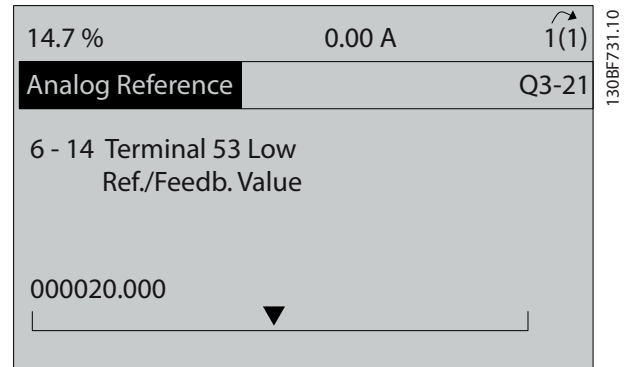 14.7 % 0.00 A 1(1)
Analog Reference Q3-21
6 - 14 Terminal 53 Low
Ref./Feedb. Value
000020.000
130BF731.10